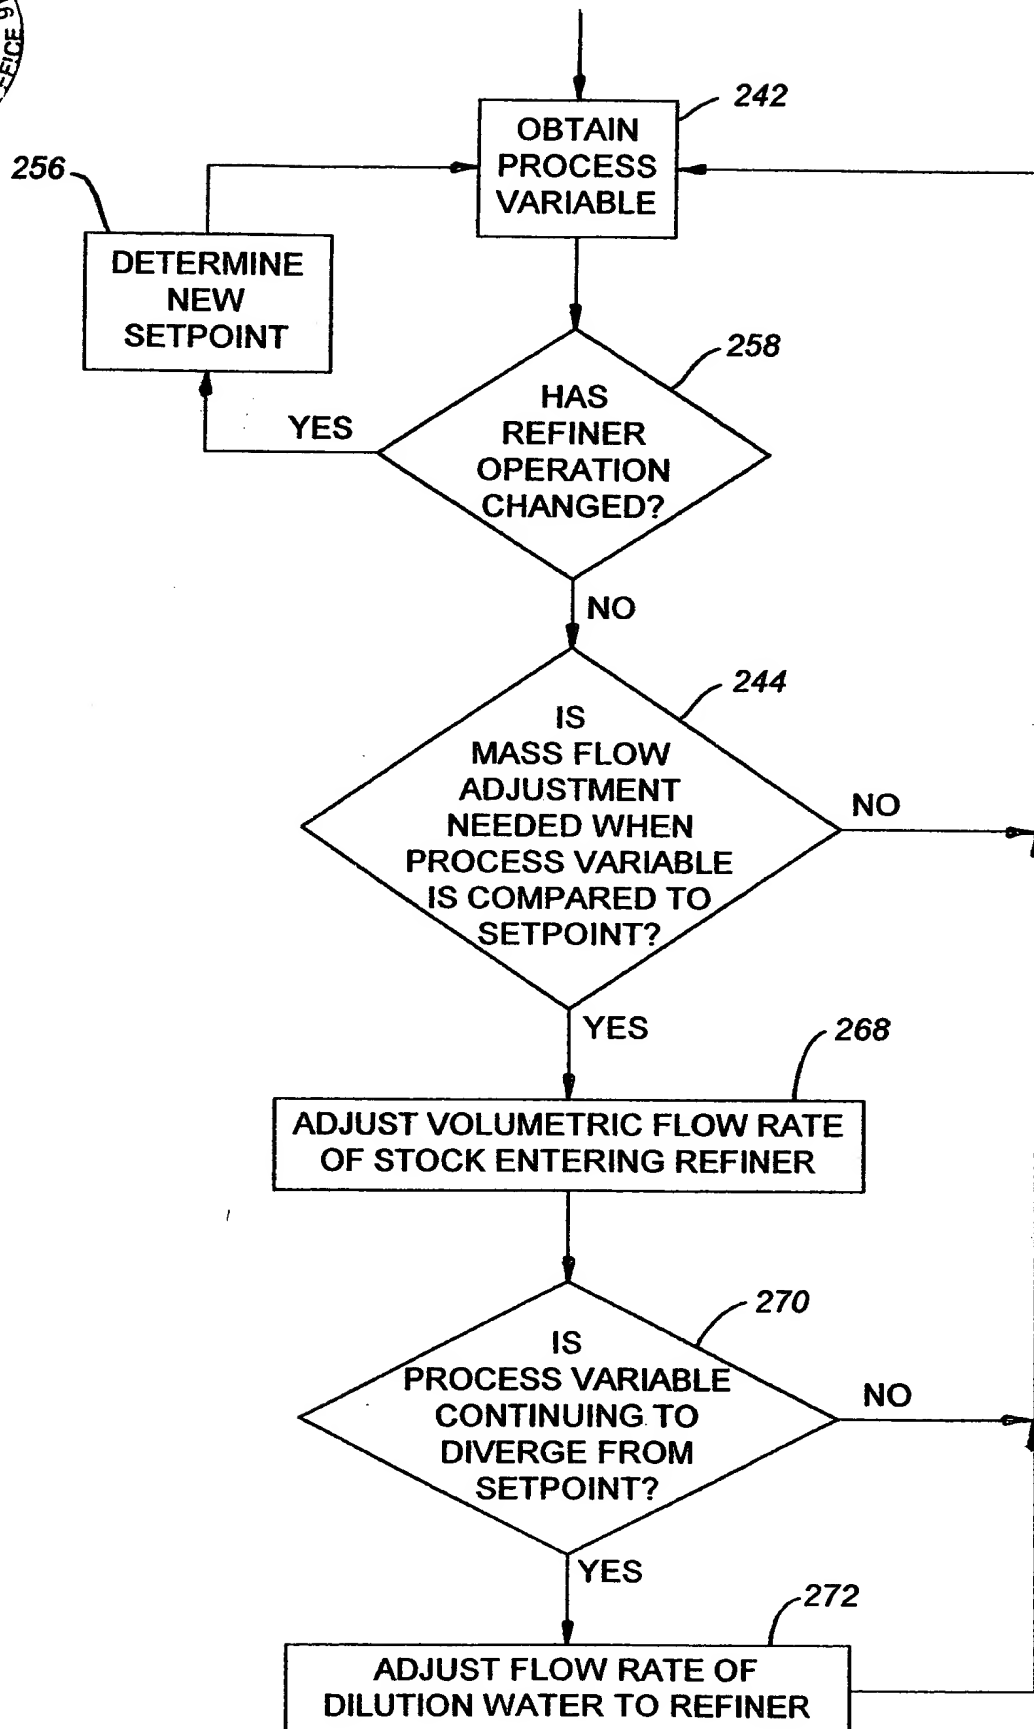 FFICE
242
OBTAIN
PROCESS
VARIABLE
256
DETERMINE
NEW
SETPOINT
258
HAS
REFINER
OPERATION
CHANGED?
YES
NO
244
IS
MASS FLOW
ADJUSTMENT
NEEDED WHEN
PROCESS VARIABLE
IS COMPARED TO
SETPOINT?
NO
YES
268
ADJUST VOLUMETRIC FLOW RATE
OF STOCK ENTERING REFINER
270
IS
PROCESS VARIABLE
CONTINUING TO
DIVERGE FROM
SETPOINT?
NO
YES
272
ADJUST FLOW RATE OF
DILUTION WATER TO REFINER